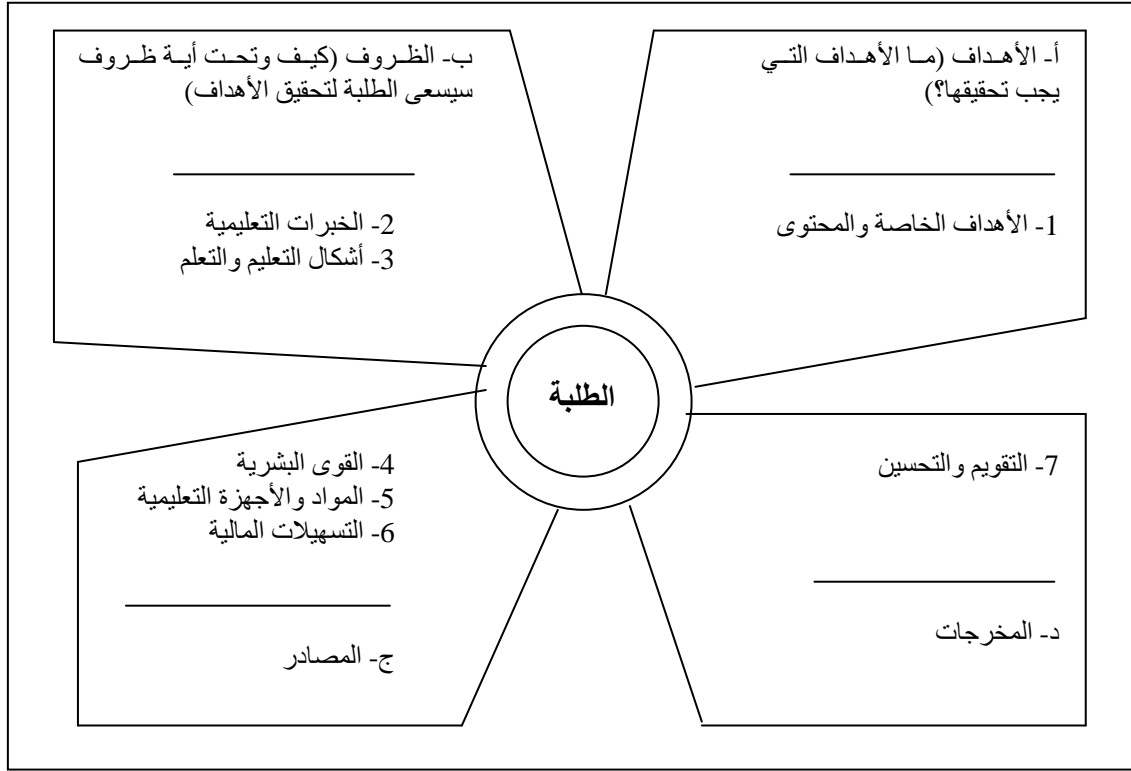 أ- الأهداف (ما الأهداف التي
يجب تحقيقها؟)
1- الأهداف الخاصة والمحتوى
ب- الظروف (كيف وتحت أية ظروف
سيسعى الطلبة لتحقيق الأهداف)
2- الخبرات التعليمية
3- أشكال التعليم والتعلم
الطلبة
4- القوى البشرية
5- المواد والأجهزة التعليمية
6- التسهيلات المالية
ج- المصادر
7- التقويم والتحسين
د- المخرجات